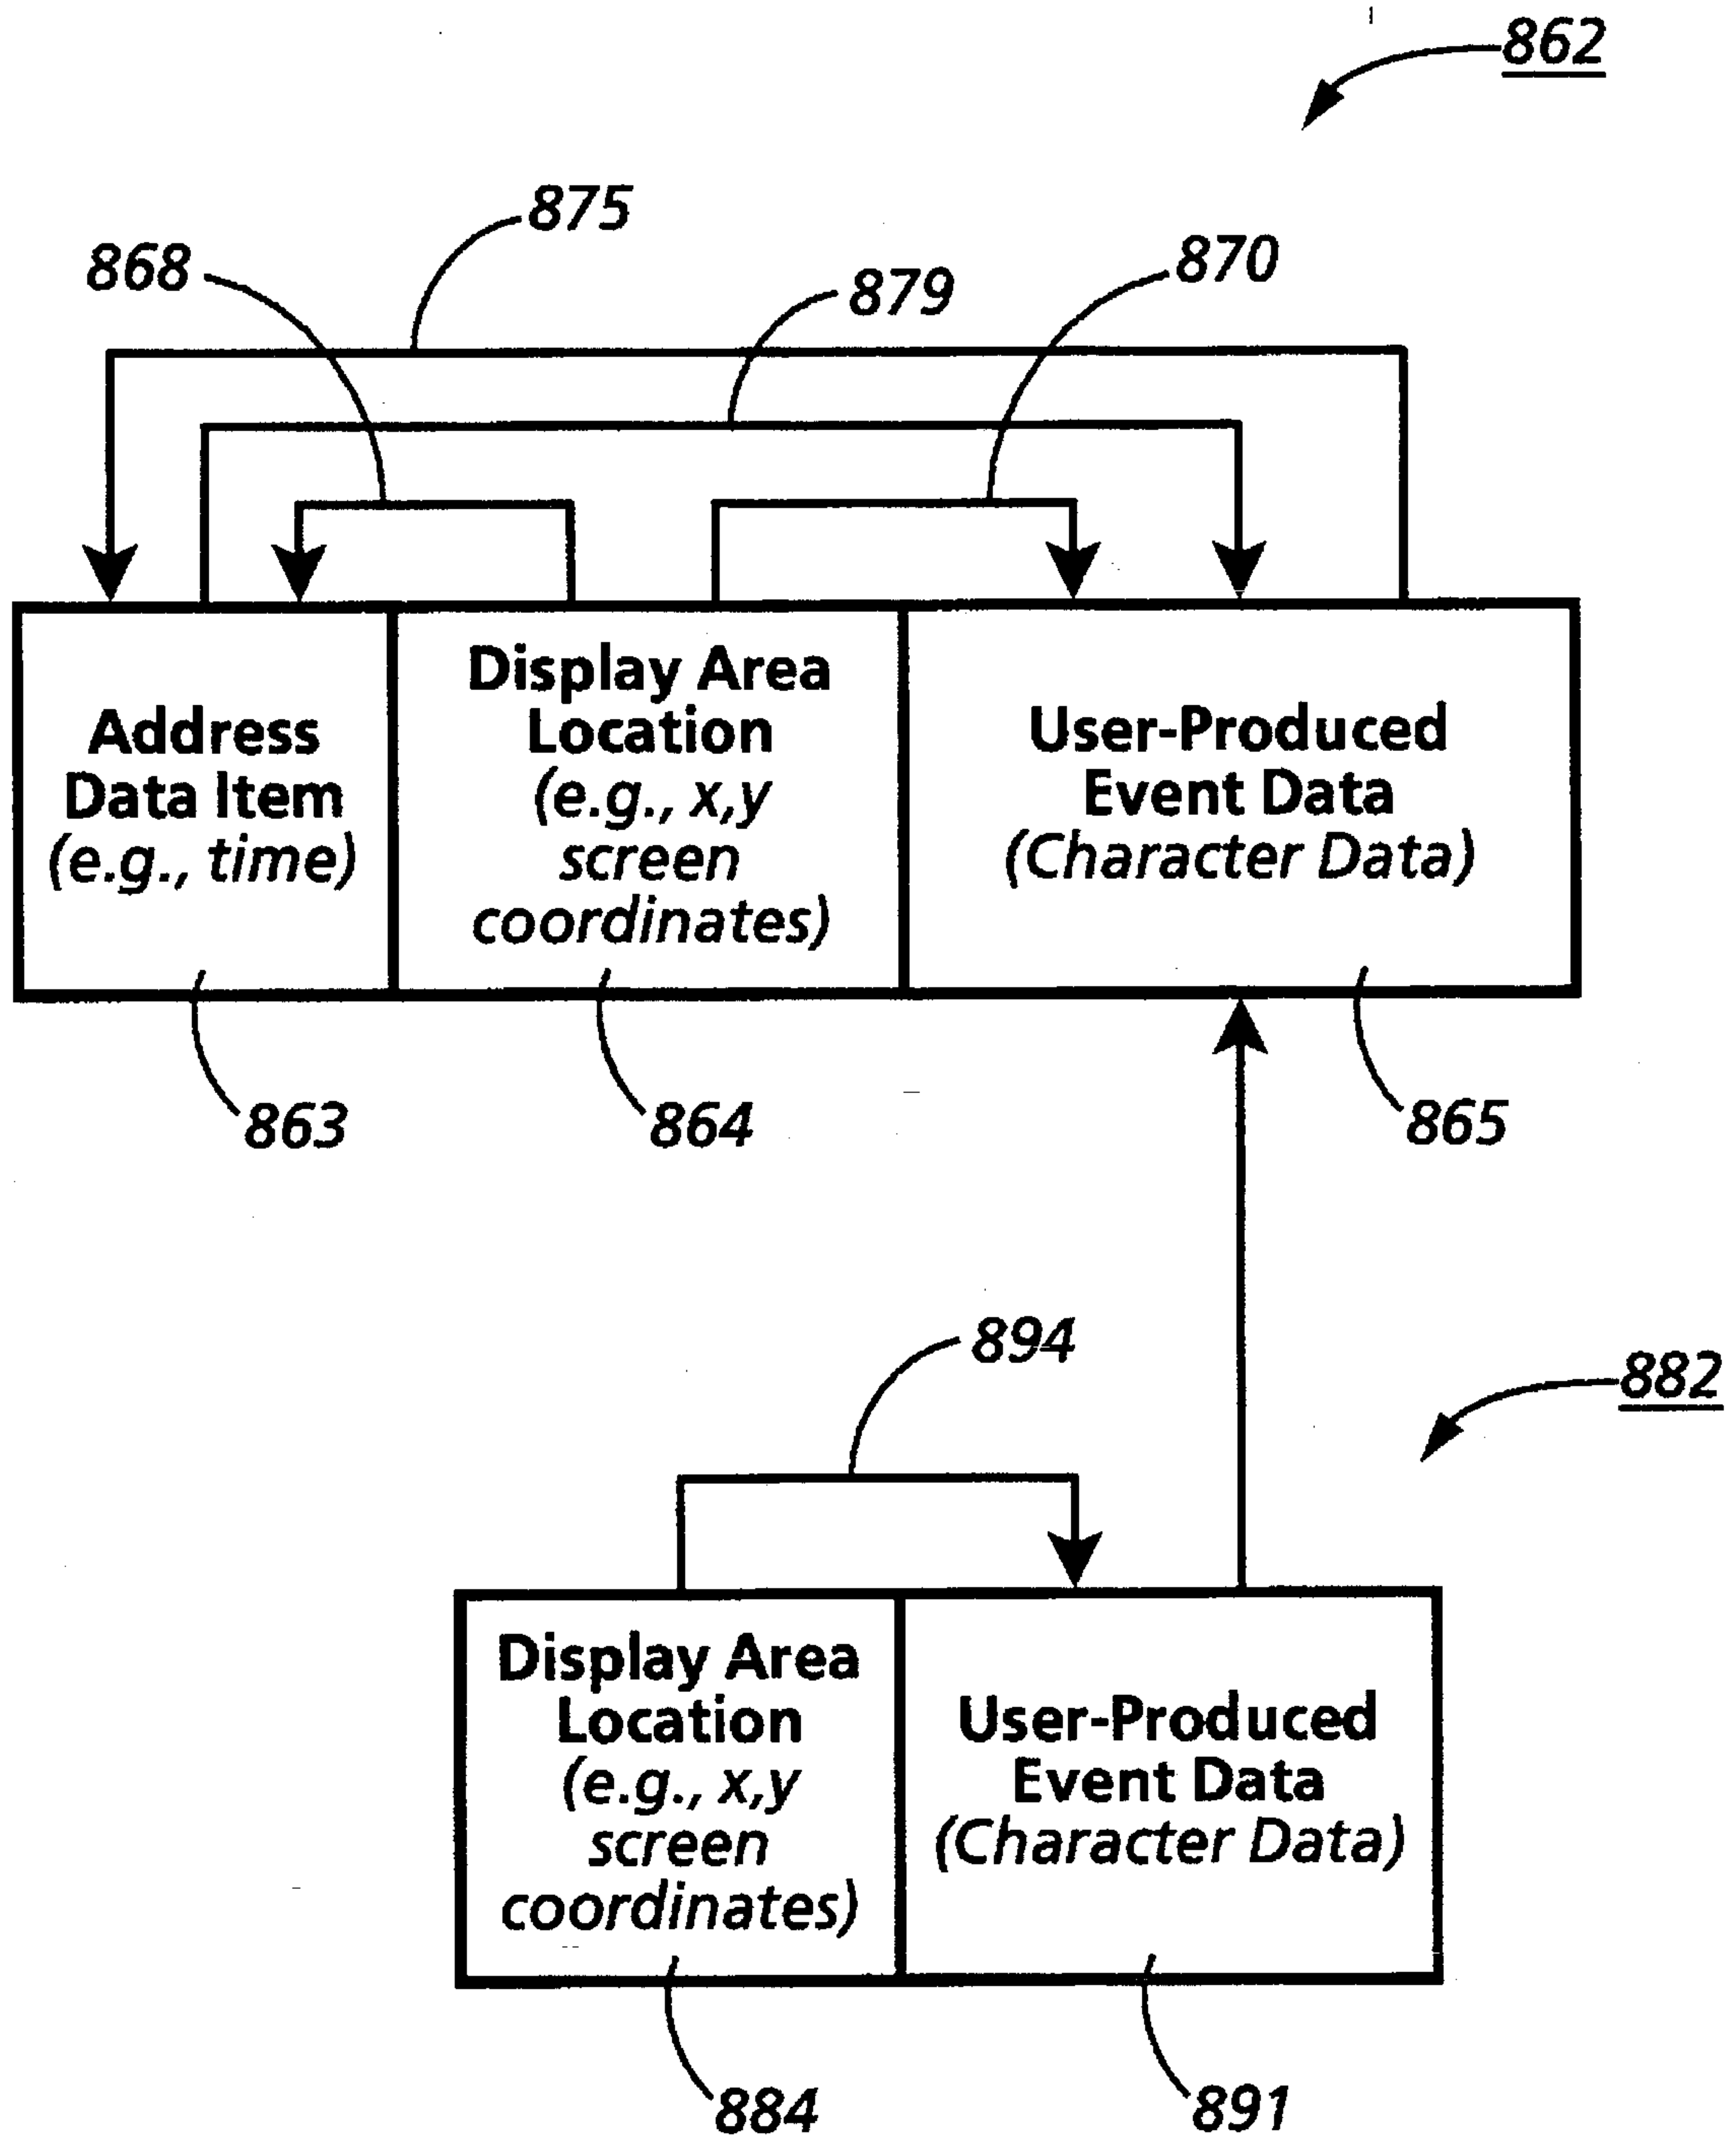 862
875
868
879
870
Address
Data Item
(e.g., time)
Display Area
Location
(e.g., x,y
screen
coordinates)
User-Produced
Event Data
(Character Data)
863
864
865
894
882
Display Area
Location
(e.g., x,y
screen
coordinates)
User-Produced
Event Data
(Character Data)
884
891